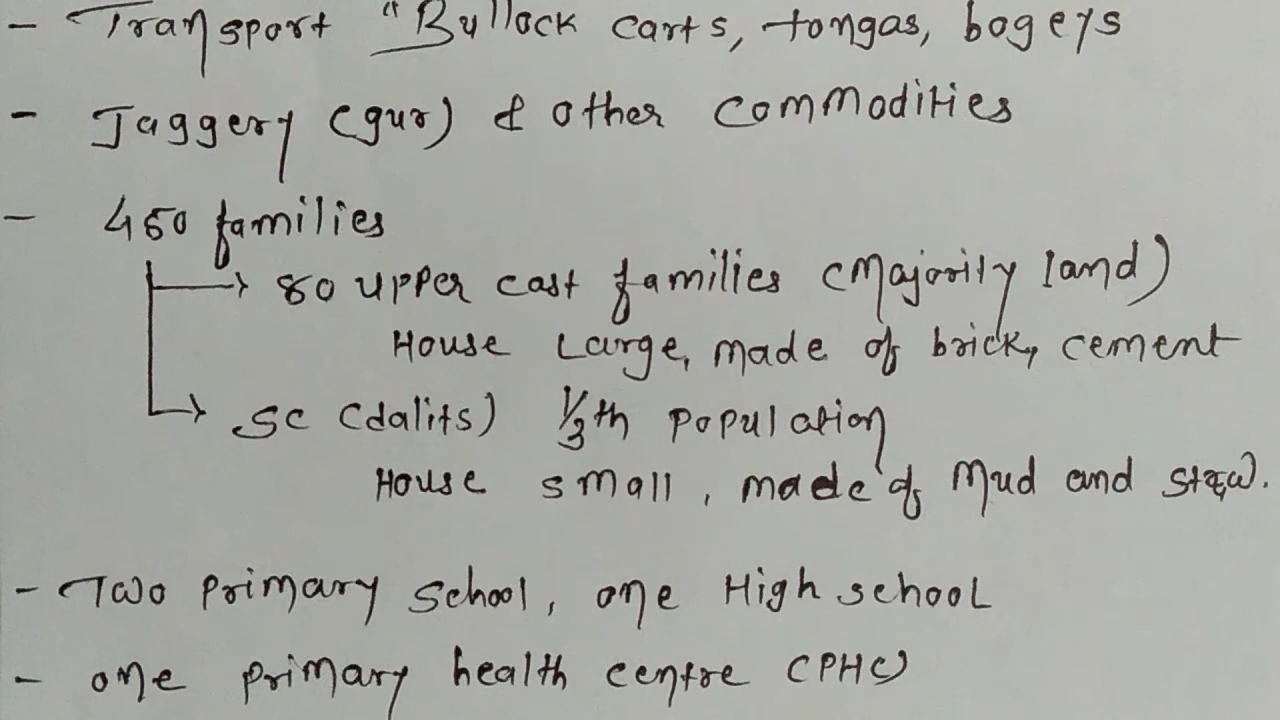 - Transport "Bullock carts, tongas, bogeys
- Jaggery (gur) & other commodities
- 450 families
→ 80 upper cast families (Majority land)
House Large, made of brick, cement
→ SC (dalits) 1/3th population
House small, made of Mud and straw.
- Two primary school, one High school
- one primary health centre (PHC)